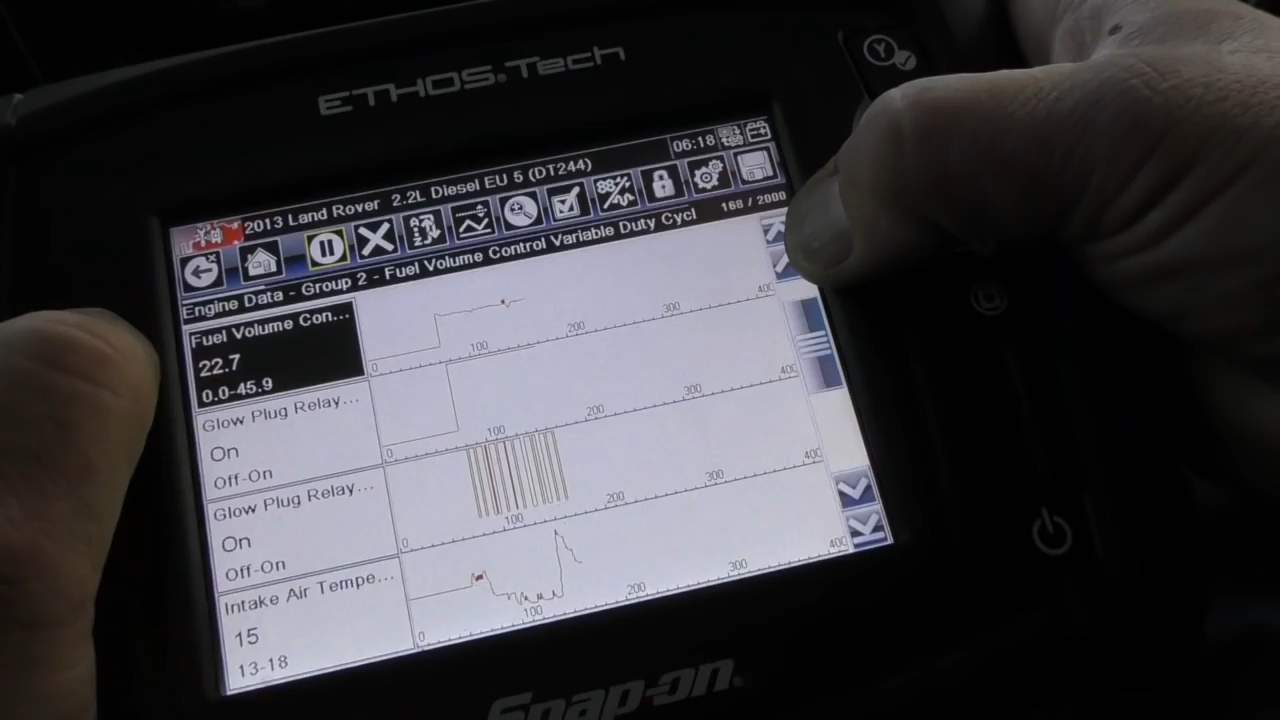 ETHOS.Tech
Y
06:18
2013 Land Rover 2.2L Diesel EU 5 (DT244)
Engine Data - Group 2 - Fuel Volume Control Variable Duty Cycl
168 / 2000
Fuel Volume Con...
22.7
0.0-45.9
0 100 200 300 400
Glow Plug Relay...
On
Off-On
0 100 200 300 400
Glow Plug Relay...
On
Off-On
0 100 200 300 400
Intake Air Tempe...
15
13-18
0 100 200 300 400
Snap-on.